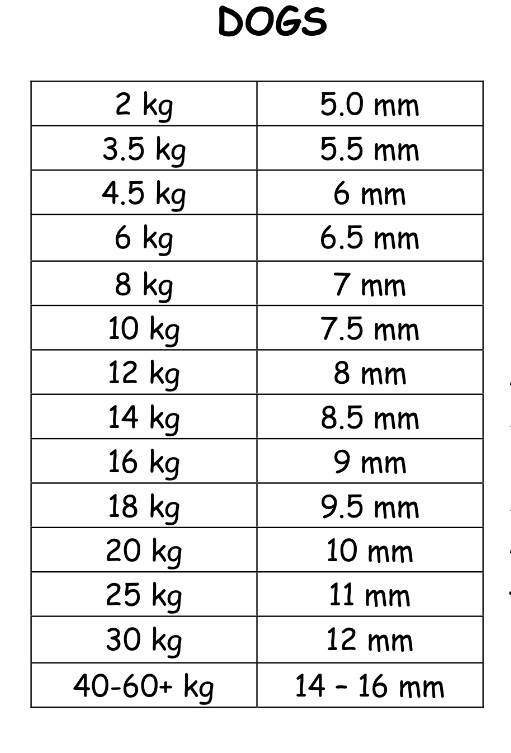 DOGS
2 kg 5.0 mm
3.5 kg 5.5 mm
4.5 kg 6 mm
6 kg 6.5 mm
8 kg 7 mm
10 kg 7.5 mm
12 kg 8 mm
14 kg 8.5 mm
16 kg 9 mm
18 kg 9.5 mm
20 kg 10 mm
25 kg 11 mm
30 kg 12 mm
40-60+ kg 14 – 16 mm